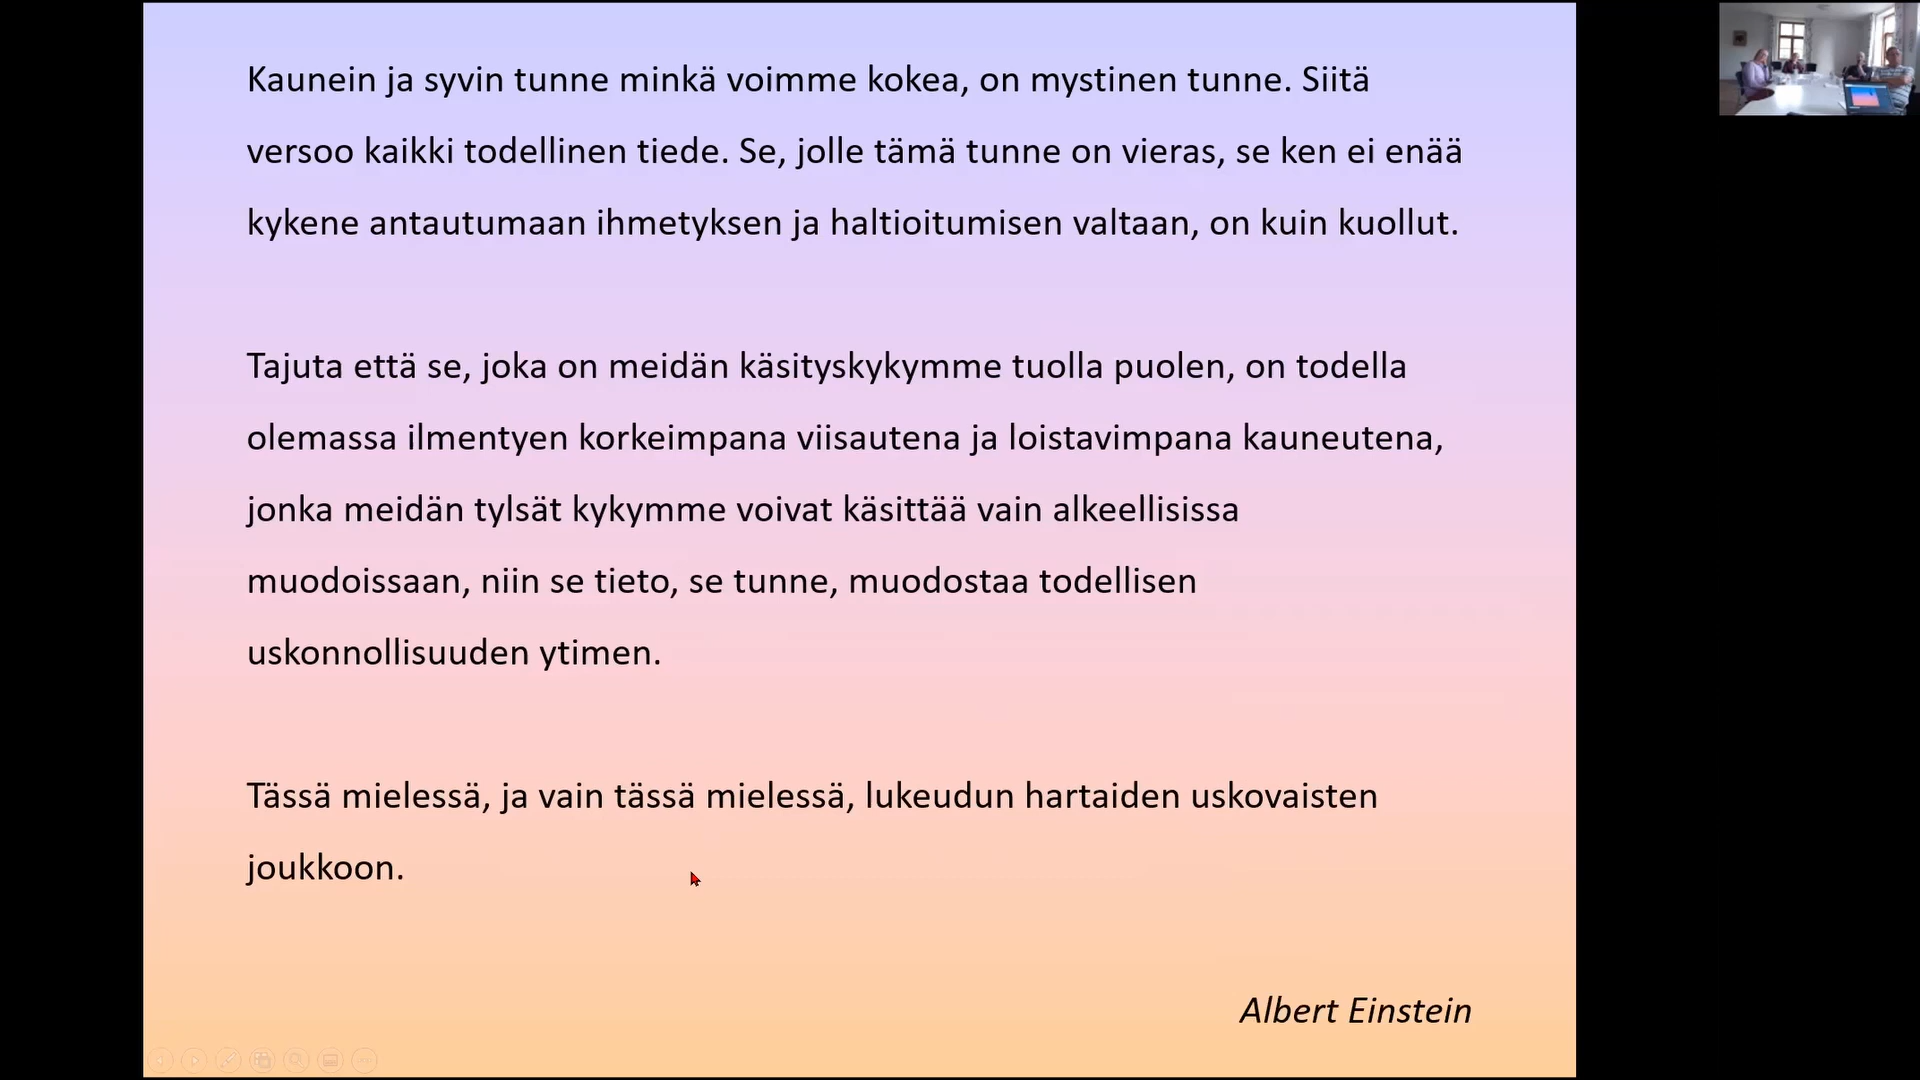 Kaunein ja syvin tunne minkä voimme kokea, on mystinen tunne. Siitä
versoo kaikki todellinen tiede. Se, jolle tämä tunne on vieras, se ken ei enää
kykene antautumaan ihmetyksen ja haltioitumisen valtaan, on kuin kuollut.
Tajuta että se, joka on meidän käsityskykymme tuolla puolen, on todella
olemassa ilmentyen korkeimpana viisautena ja loistavimpana kauneutena,
jonka meidän tylsät kykymme voivat käsittää vain alkeellisissa
muodoissaan, niin se tieto, se tunne, muodostaa todellisen
uskonnollisuuden ytimen.
Tässä mielessä, ja vain tässä mielessä, lukeudun hartaiden uskovaisten
joukkoon.
Albert Einstein